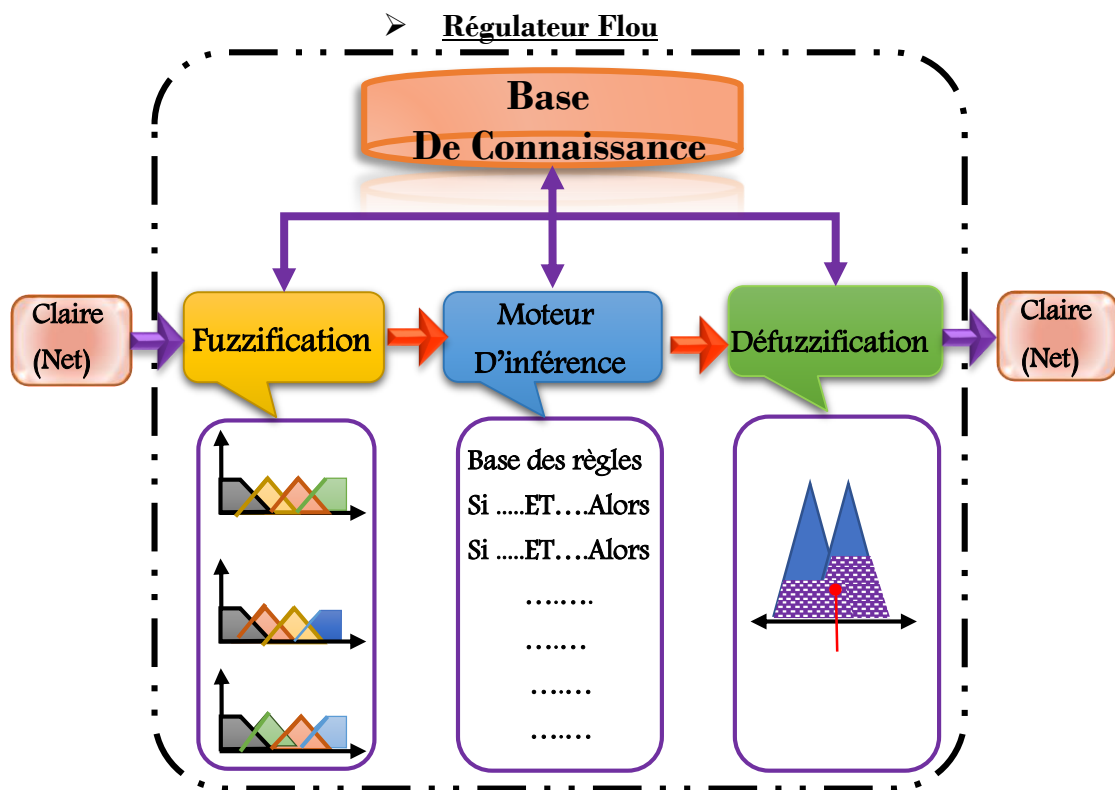 ➢ Régulateur Flou
Base
De Connaissance
Claire
(Net)
Fuzzification
Moteur
D'inférence
Défuzzification
Claire
(Net)
Base des règles
Si .....ET....Alors
Si .....ET....Alors
.........
........
........
........